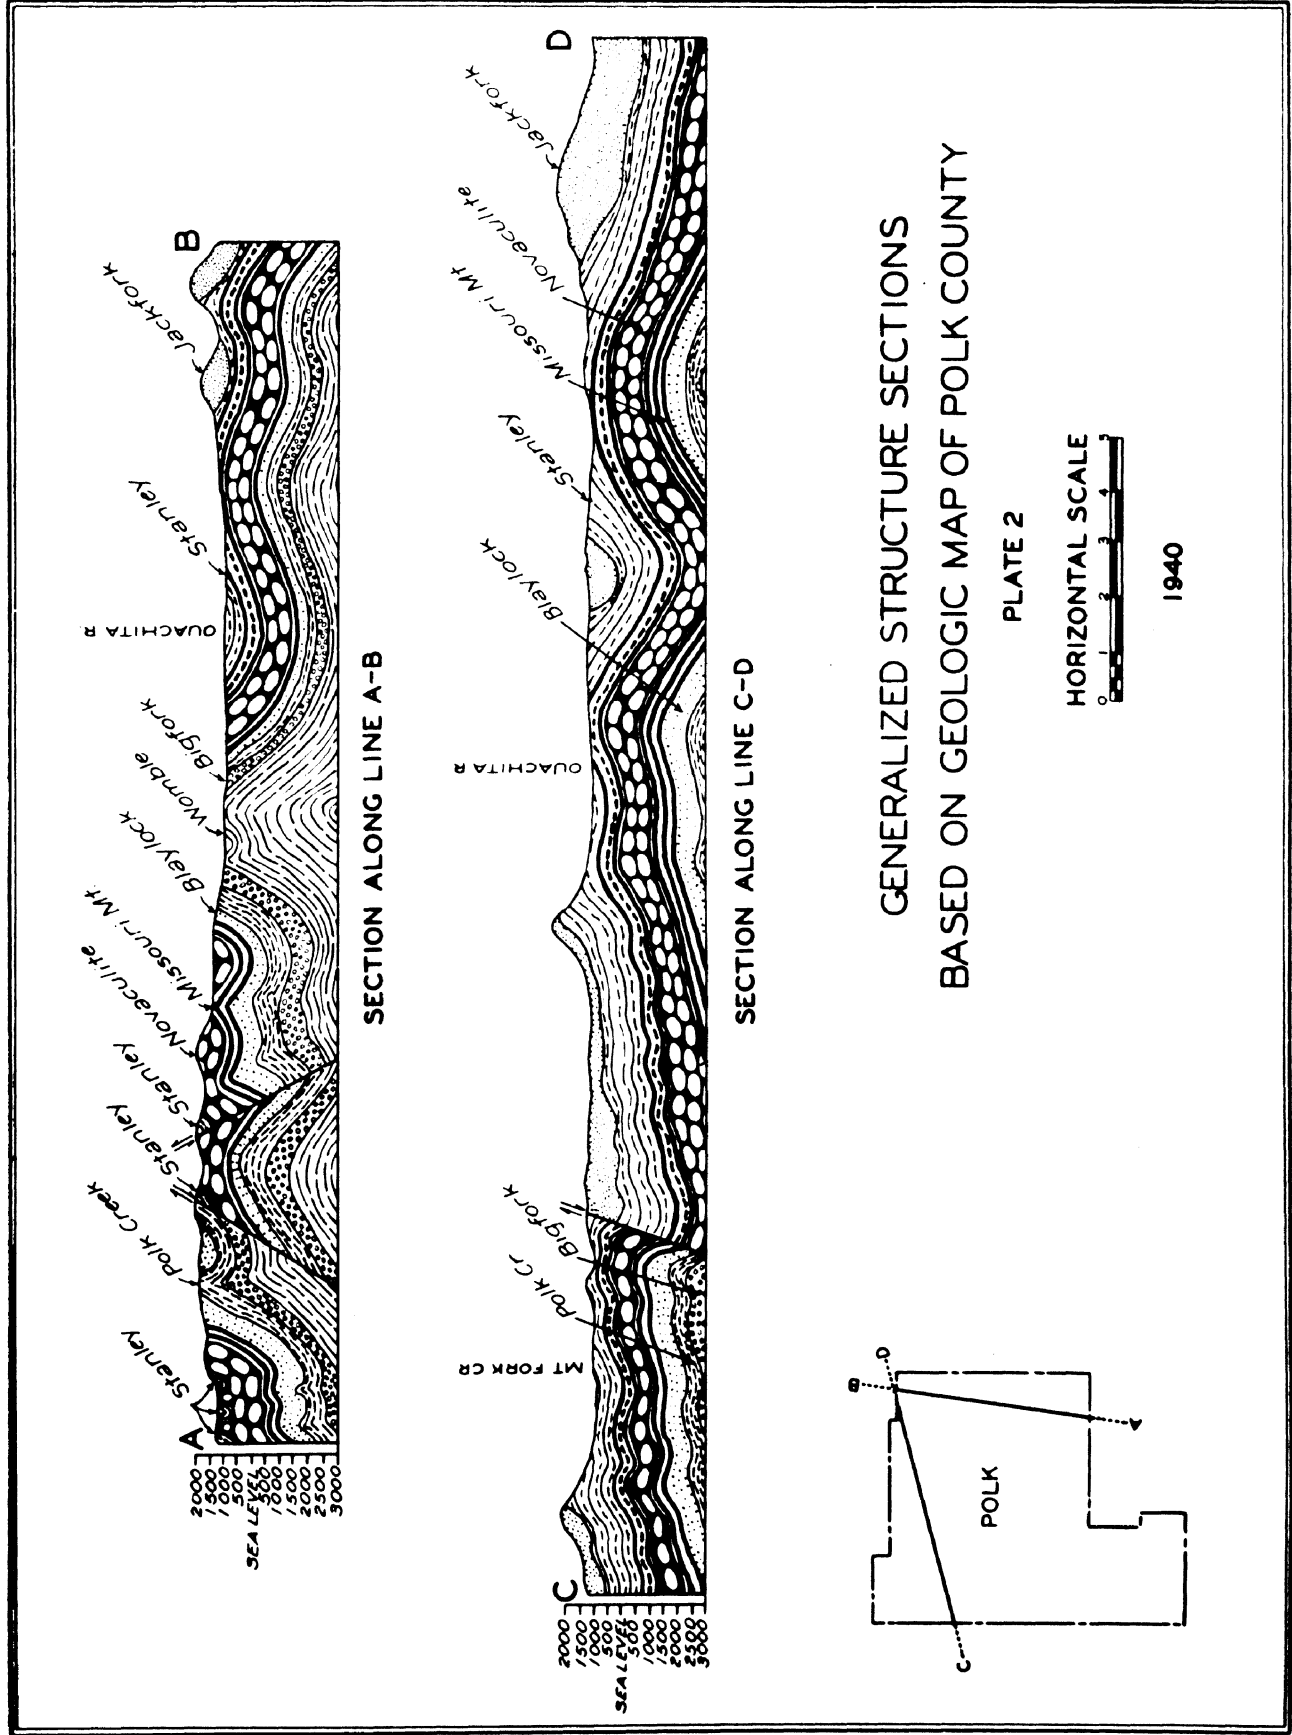 A
B
Stanley
Polk Creek
Stanley
Stanley
Novaculite
Missouri Mt.
Blaylock
Womble
Bigfork
OUACHITA R
Stanley
Jackfork
2000
1500
1000
500
SEA LEVEL
500
1000
1500
2000
2500
3000
SECTION ALONG LINE A-B
C
D
MT FORK CR
Polk Cr
Bigfork
OUACHITA R
Blaylock
Stanley
Missouri Mt
Novaculite
Jackfork
2000
1500
1000
500
SEA LEVEL
500
1000
1500
2000
2500
3000
SECTION ALONG LINE C-D
GENERALIZED STRUCTURE SECTIONS
BASED ON GEOLOGIC MAP OF POLK COUNTY
PLATE 2
HORIZONTAL SCALE
0 1 2 3 4 5
1940
B
D
POLK
C
A